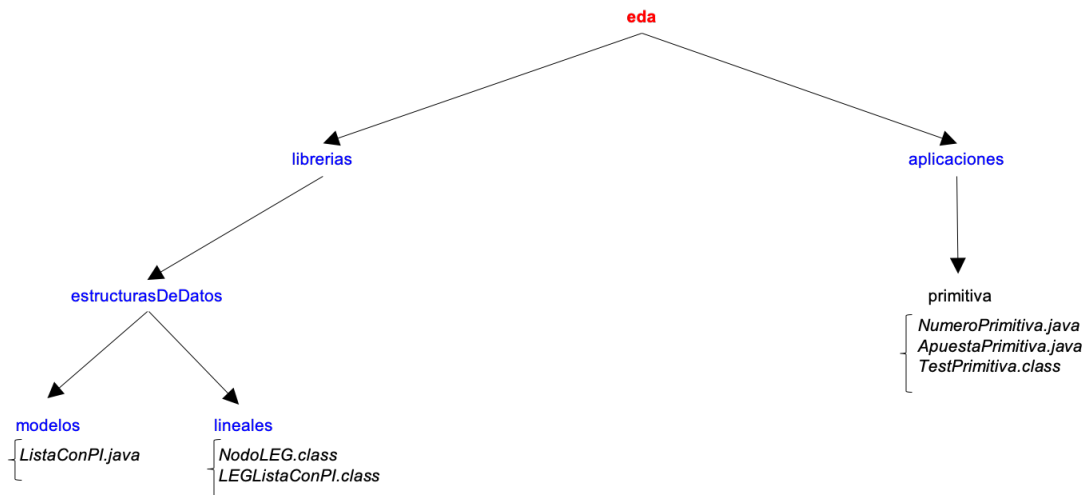 eda
librerias
aplicaciones
estructurasDeDatos
primitiva
NumeroPrimitiva.java
ApuestaPrimitiva.java
TestPrimitiva.class
modelos
lineales
ListaConPI.java
NodoLEG.class
LEGListaConPI.class